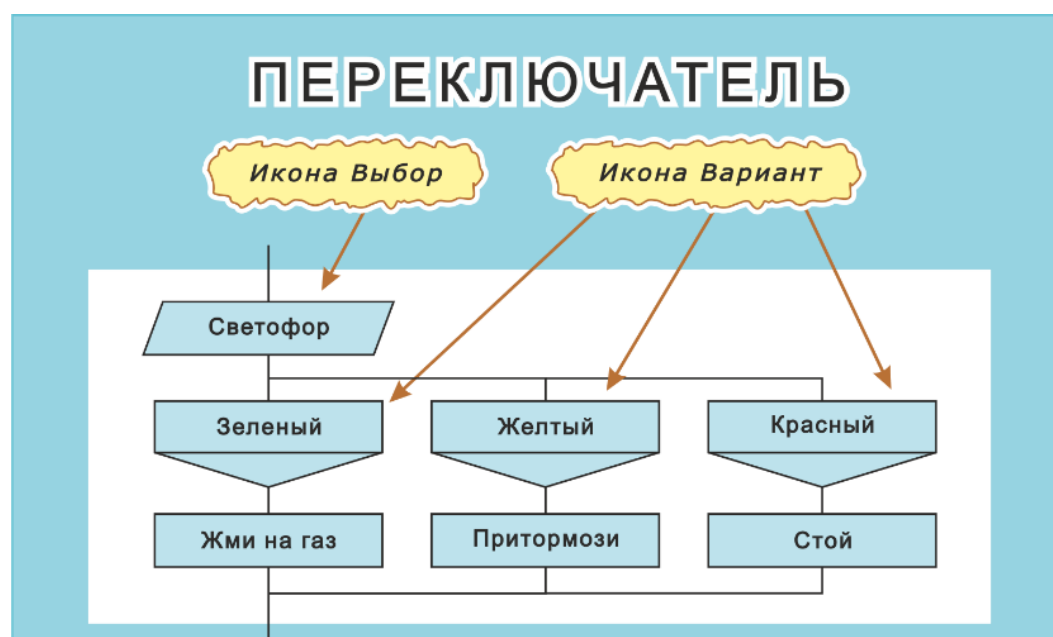 ПЕРЕКЛЮЧАТЕЛЬ
Икона Выбор
Икона Вариант
Светофор
Зеленый
Желтый
Красный
Жми на газ
Притормози
Стой